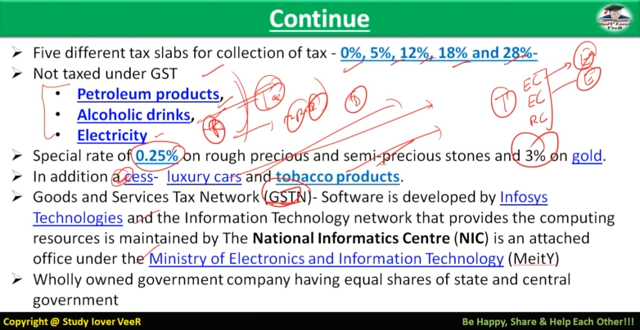 Continue
➢ Five different tax slabs for collection of tax - 0%, 5%, 12%, 18% and 28%-
➢ Not taxed under GST
• Petroleum products,
• Alcoholic drinks,
• Electricity
➢ Special rate of 0.25% on rough precious and semi-precious stones and 3% on gold.
➢ In addition a cess- luxury cars and tobacco products.
➢ Goods and Services Tax Network (GSTN)- Software is developed by Infosys
Technologies and the Information Technology network that provides the computing
resources is maintained by The National Informatics Centre (NIC) is an attached
office under the Ministry of Electronics and Information Technology (MeitY)
➢ Wholly owned government company having equal shares of state and central
government
EC
EC
RC
Copyright @ Study lover VeeR
Be Happy, Share & Help Each Other!!!